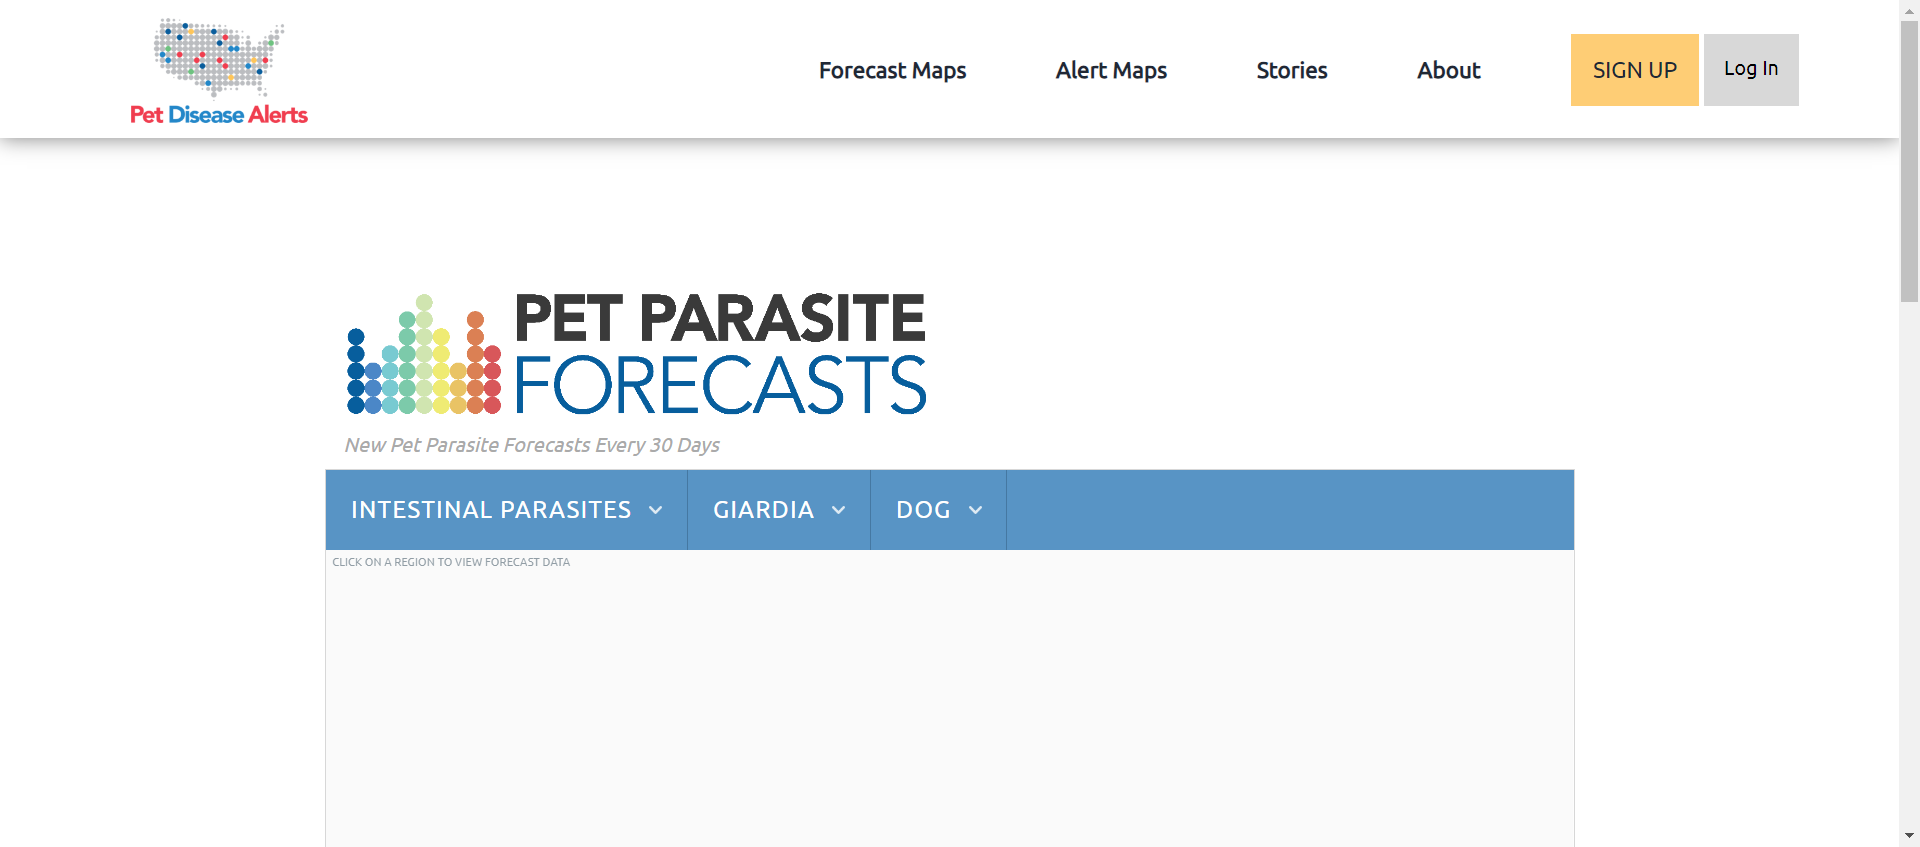 Pet Disease Alerts
Forecast Maps
Alert Maps
Stories
About
SIGN UP
Log In
PET PARASITE
FORECASTS
New Pet Parasite Forecasts Every 30 Days
INTESTINAL PARASITES
GIARDIA
DOG
CLICK ON A REGION TO VIEW FORECAST DATA